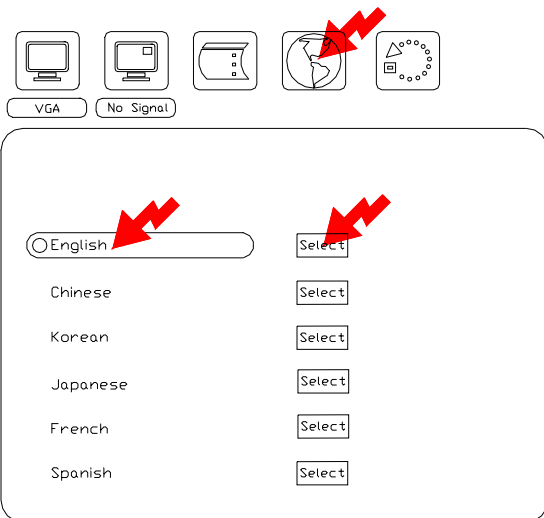 VGA No Signal
English Select
Chinese Select
Korean Select
Japanese Select
French Select
Spanish Select